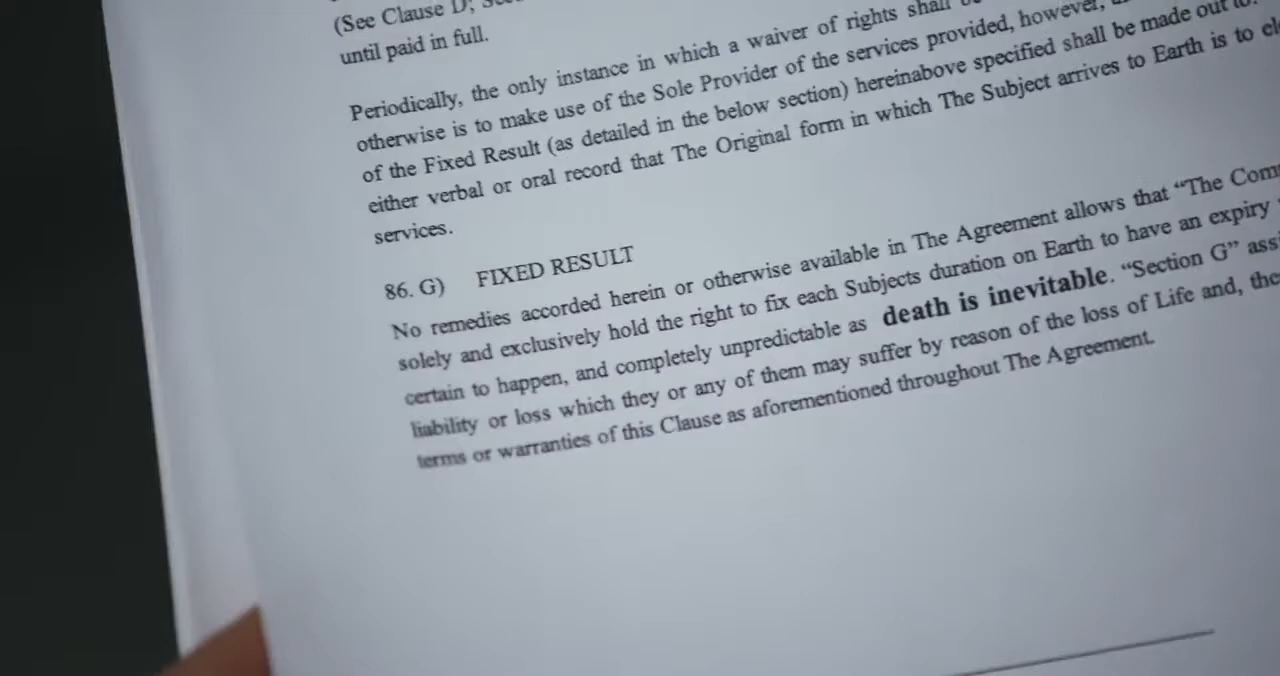 (See Clause D;
until paid in full.
Periodically, the only instance in which a waiver of rights shall
otherwise is to make use of the Sole Provider of the services provided, however,
of the Fixed Result (as detailed in the below section) hereinabove specified shall be made out to
either verbal or oral record that The Original form in which The Subject arrives to Earth is to
services.
86. G) FIXED RESULT
No remedies accorded herein or otherwise available in The Agreement allows that “The
solely and exclusively hold the right to fix each Subjects duration on Earth to have an expiry
certain to happen, and completely unpredictable as death is inevitable. “Section G”
liability or loss which they or any of them may suffer by reason of the loss of Life and,
terms or warranties of this Clause as aforementioned throughout The Agreement.